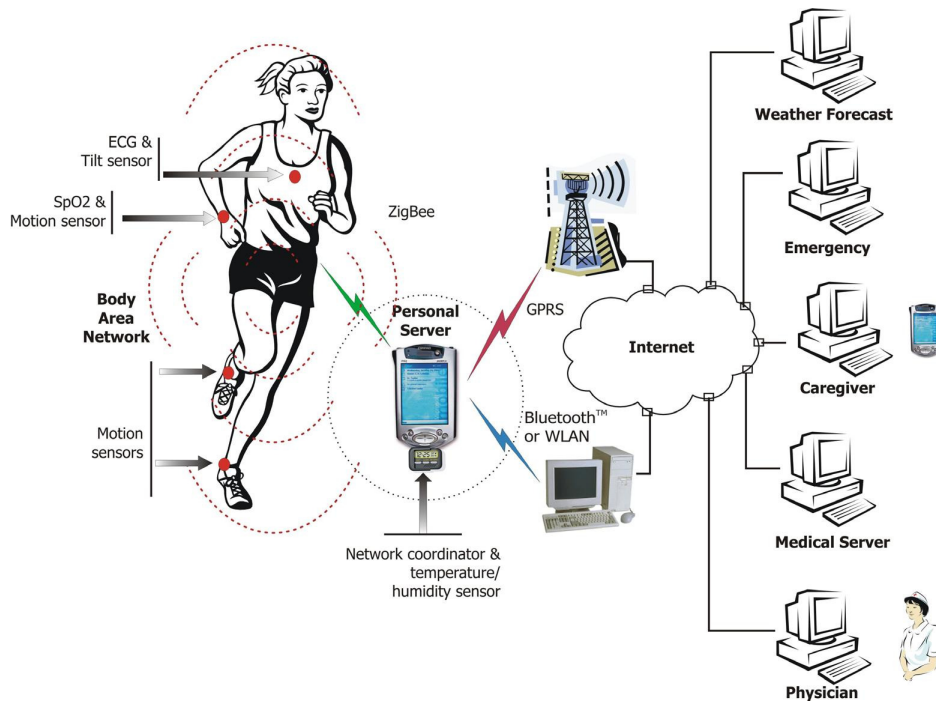 ECG &
Tilt sensor
SpO2 &
Motion sensor
Body
Area
Network
Motion
sensors
ZigBee
Personal
Server
Network coordinator &
temperature/
humidity sensor
GPRS
Bluetooth™
or WLAN
Internet
Weather Forecast
Emergency
Caregiver
Medical Server
Physician